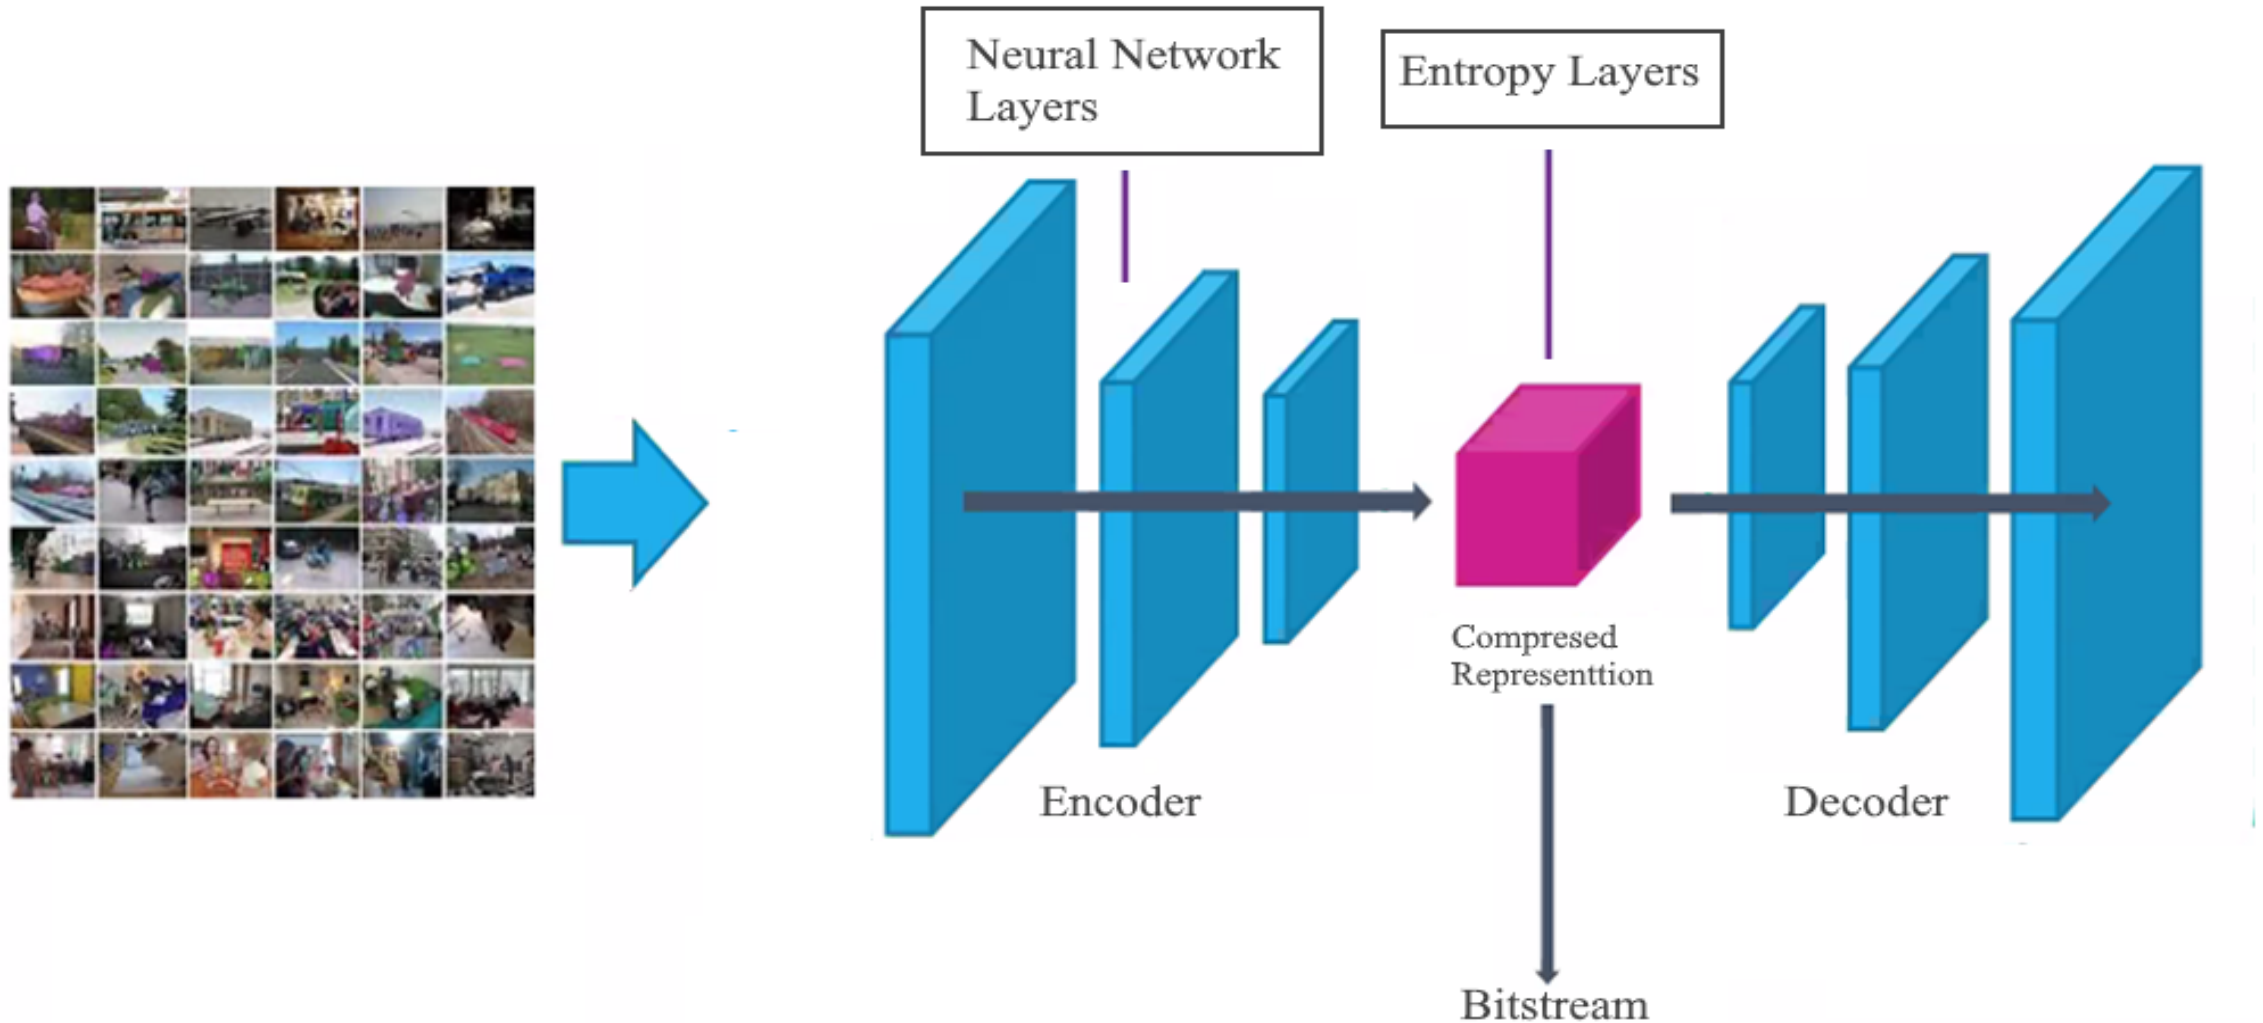 Neural Network
Layers
Entropy Layers
Compresed
Representtion
Encoder
Decoder
Bitstream